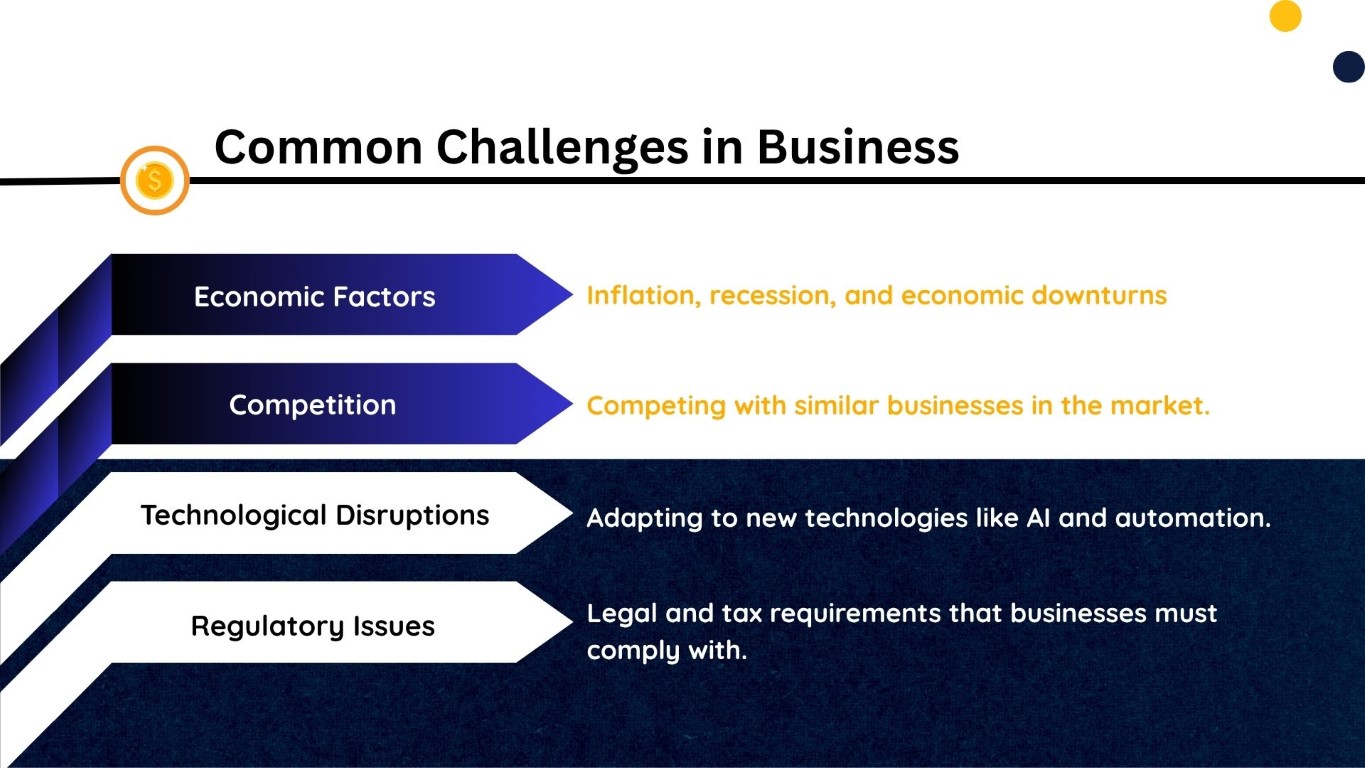 Common Challenges in Business
$
Economic Factors
Inflation, recession, and economic downturns
Competition
Competing with similar businesses in the market.
Technological Disruptions
Adapting to new technologies like AI and automation.
Regulatory Issues
Legal and tax requirements that businesses must
comply with.